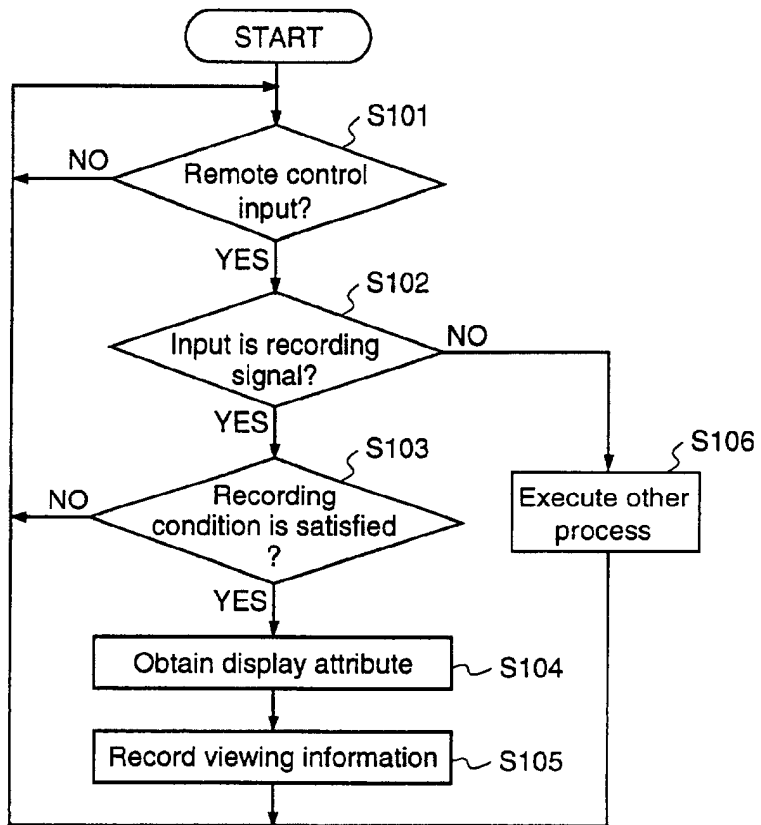 START
S101
NO
Remote control
input?
YES
S102
NO
Input is recording
signal?
YES
S103
S106
NO
Recording
condition is satisfied
?
Execute other
process
YES
Obtain display attribute
S104
Record viewing information
S105